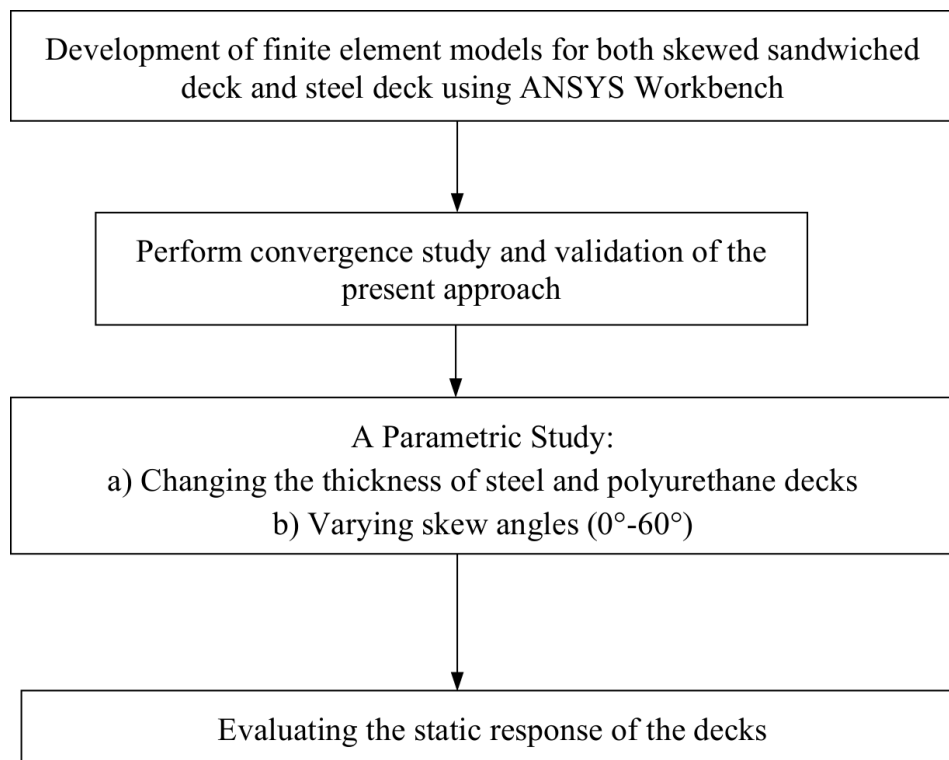 Development of finite element models for both skewed sandwiched
deck and steel deck using ANSYS Workbench
Perform convergence study and validation of the
present approach
A Parametric Study:
a) Changing the thickness of steel and polyurethane decks
b) Varying skew angles (0°-60°)
Evaluating the static response of the decks